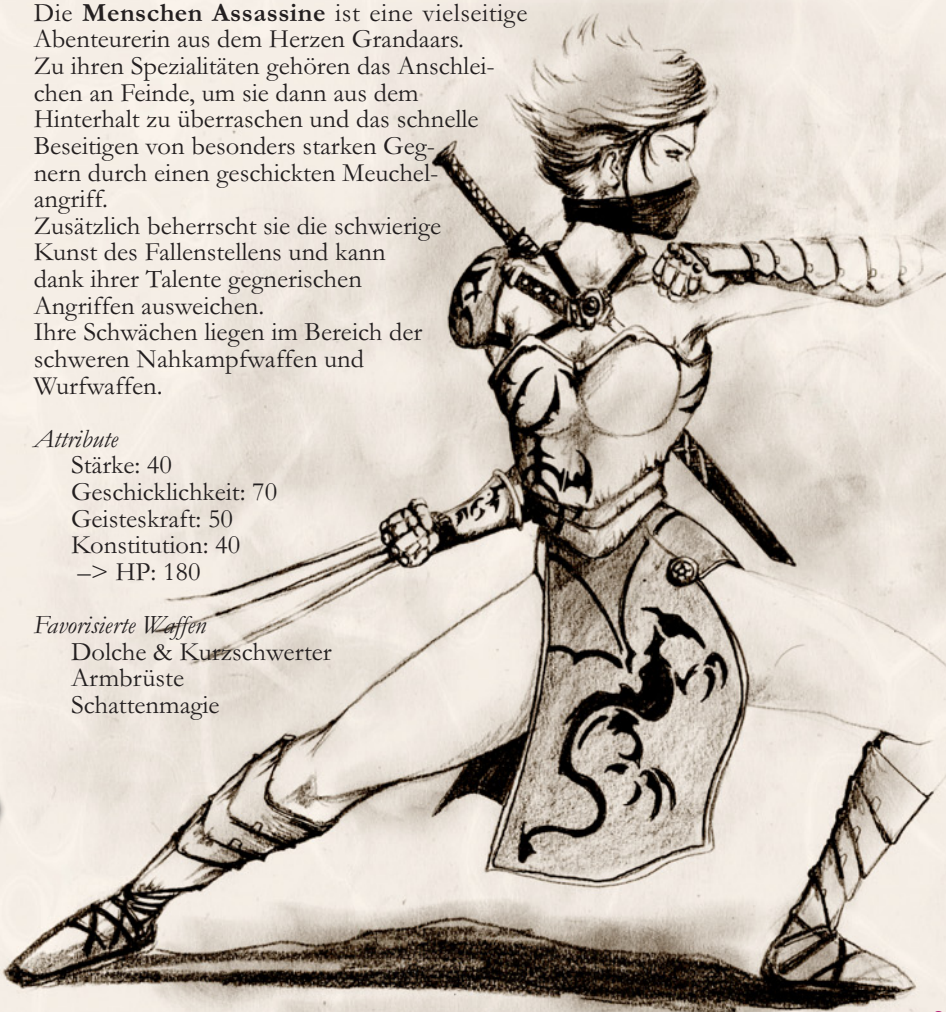 Die Menschen Assassine ist eine vielseitige
Abenteurerin aus dem Herzen Grandaars.
Zu ihren Spezialitäten gehören das Anschlei-
chen an Feinde, um sie dann aus dem
Hinterhalt zu überraschen und das schnelle
Beseitigen von besonders starken Geg-
nern durch einen geschickten Meuchel-
angriff.
Zusätzlich beherrscht sie die schwierige
Kunst des Fallenstellens und kann
dank ihrer Talente gegnerischen
Angriffen ausweichen.
Ihre Schwächen liegen im Bereich der
schweren Nahkampfwaffen und
Wurfwaffen.
Attribute
Stärke: 40
Geschicklichkeit: 70
Geisteskraft: 50
Konstitution: 40
–> HP: 180
Favorisierte Waffen
Dolche & Kurzschwerter
Armbrüste
Schattenmagie